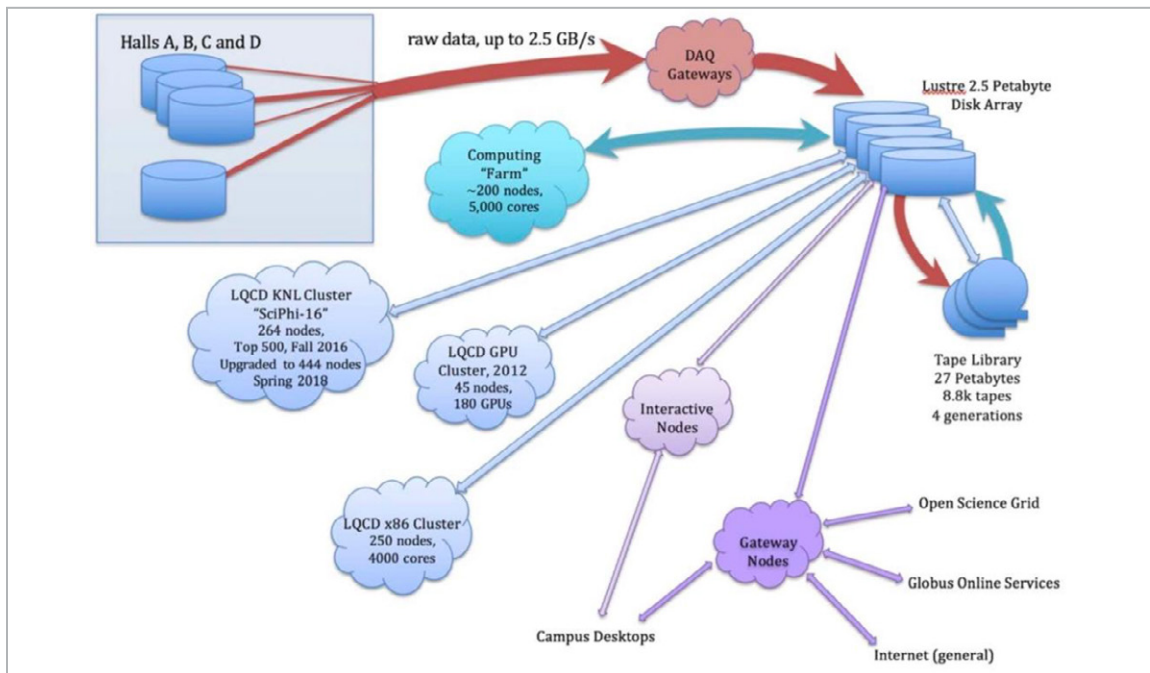 Halls A, B, C and D
raw data, up to 2.5 GB/s
DAQ
Gateways
Lustre 2.5 Petabyte
Disk Array
Computing
"Farm"
~200 nodes,
5,000 cores
LQCD KNL Cluster
"SciPhi-16"
264 nodes,
Top 500, Fall 2016
Upgraded to 444 nodes
Spring 2018
LQCD GPU
Cluster, 2012
45 nodes,
180 GPUs
Tape Library
27 Petabytes
8.8k tapes
4 generations
Interactive
Nodes
LQCD x86 Cluster
250 nodes,
4000 cores
Gateway
Nodes
Open Science Grid
Globus Online Services
Internet (general)
Campus Desktops